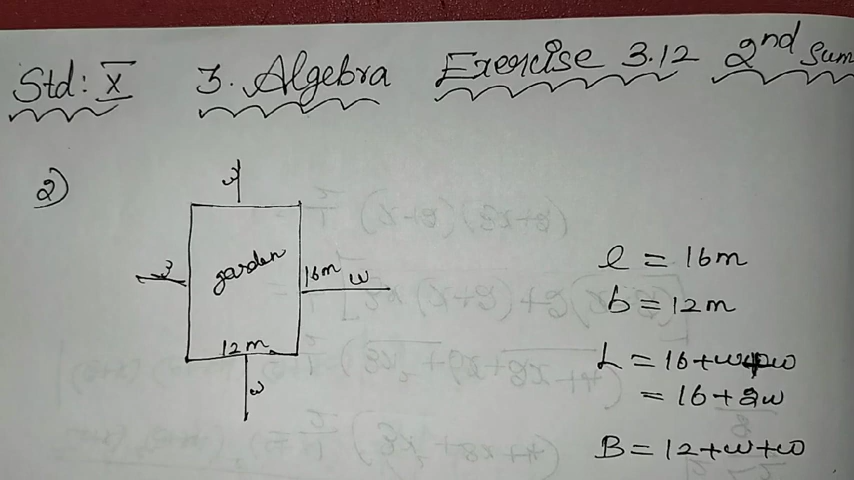 Std: X 3. Algebra Exercise 3.12 2nd Sum
2)
w
w garden 16m w
12m
w
l = 16m
b = 12m
L = 16+w+w
= 16+2w
B = 12+w+w